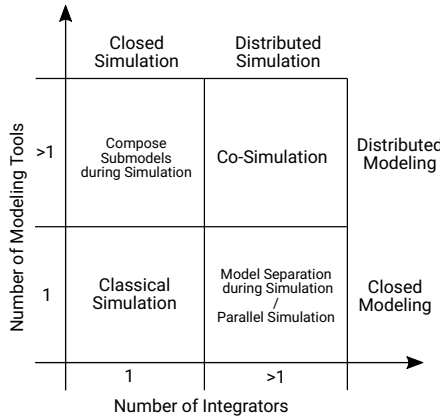 Closed
Simulation
Distributed
Simulation
Number of Modeling Tools
>1
Compose
Submodels
during Simulation
Co-Simulation
Distributed
Modeling
1
Classical
Simulation
Model Separation
during Simulation
/
Parallel Simulation
Closed
Modeling
1
>1
Number of Integrators